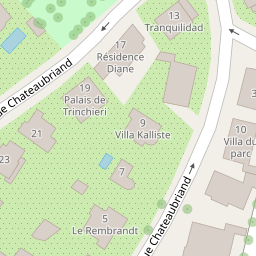 13
Tranquilidad
17
Résidence
Diane
19
Palais de
Trinchieri
ue Chateaubriand
21
9
Villa Kalliste
10
Villa du
parc
3
23
7
5
Le Rembrandt
ue Chateaubriand